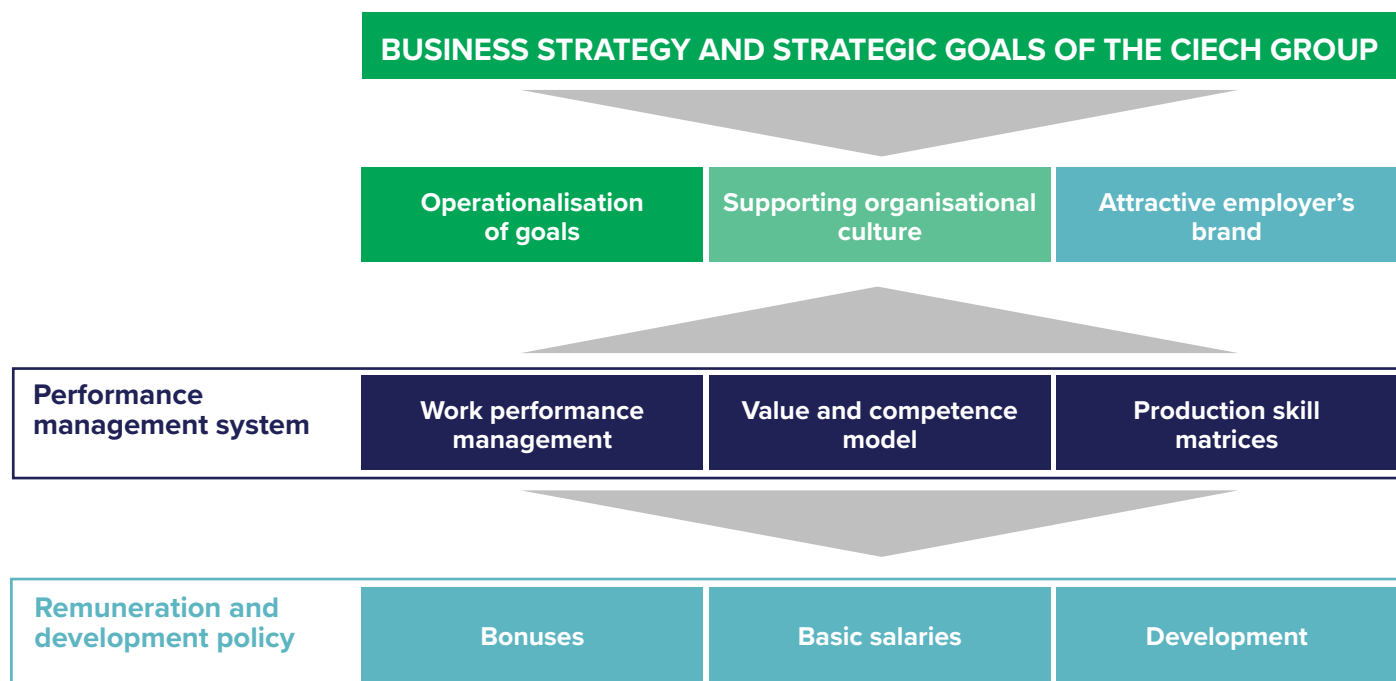 BUSINESS STRATEGY AND STRATEGIC GOALS OF THE CIECH GROUP
Operationalisation
of goals
Supporting organisational
culture
Attractive employer’s
brand
Performance
management system
Work performance
management
Value and competence
model
Production skill
matrices
Remuneration and
development policy
Bonuses
Basic salaries
Development